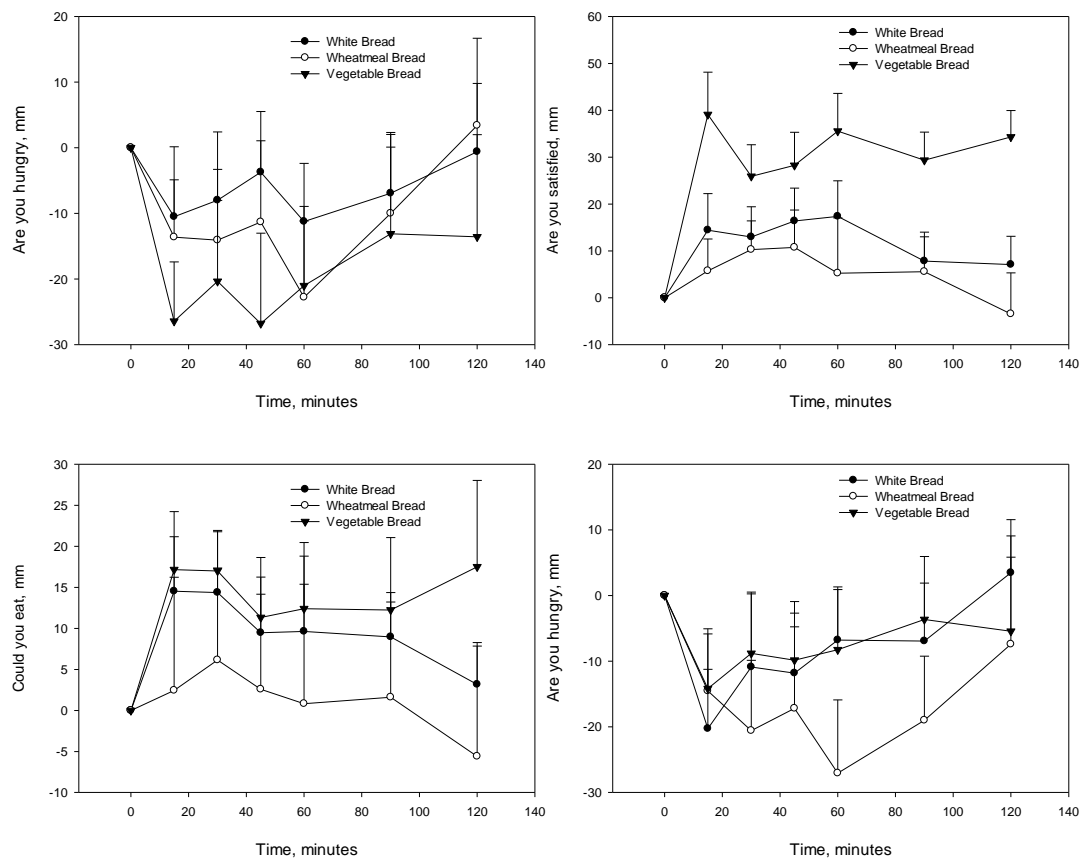 20
10
0
-10
-20
-30
Are you hungry, mm
White Bread
Wheatmeal Bread
Vegetable Bread
0 20 40 60 80 100 120 140
Time, minutes
60
50
40
30
20
10
0
-10
Are you satisfied, mm
White Bread
Wheatmeal Bread
Vegetable Bread
0 20 40 60 80 100 120 140
Time, minutes
30
25
20
15
10
5
0
-5
-10
Could you eat, mm
White Bread
Wheatmeal Bread
Vegetable Bread
0 20 40 60 80 100 120 140
Time, minutes
20
10
0
-10
-20
-30
Are you hungry, mm
White Bread
Wheatmeal Bread
Vegetable Bread
0 20 40 60 80 100 120 140
Time, minutes